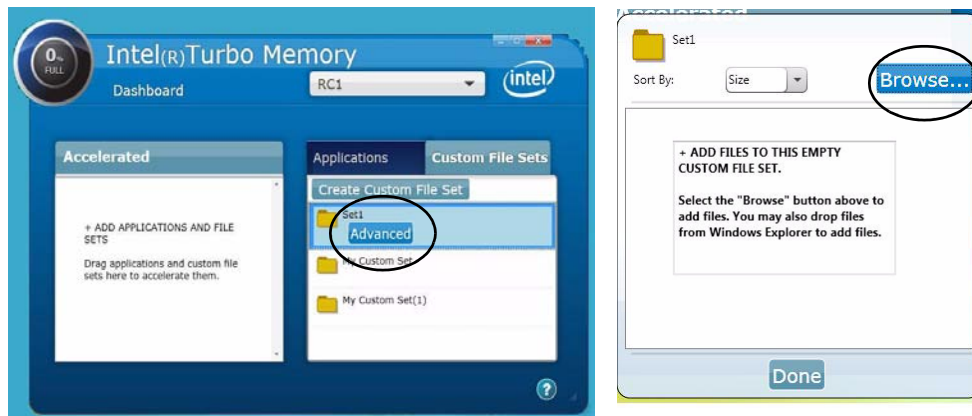 Intel(R)Turbo Memory
0%
FULL
Dashboard
RC1
intel
Accelerated
+ ADD APPLICATIONS AND FILE
SETS
Drag applications and custom file
sets here to accelerate them.
Applications
Custom File Sets
Create Custom File Set
Set1
Advanced
My Custom Set
My Custom Set(1)
?
Accelerated
Set1
Sort By:
Size
Browse...
+ ADD FILES TO THIS EMPTY
CUSTOM FILE SET.
Select the "Browse" button above to
add files. You may also drop files
from Windows Explorer to add files.
Done